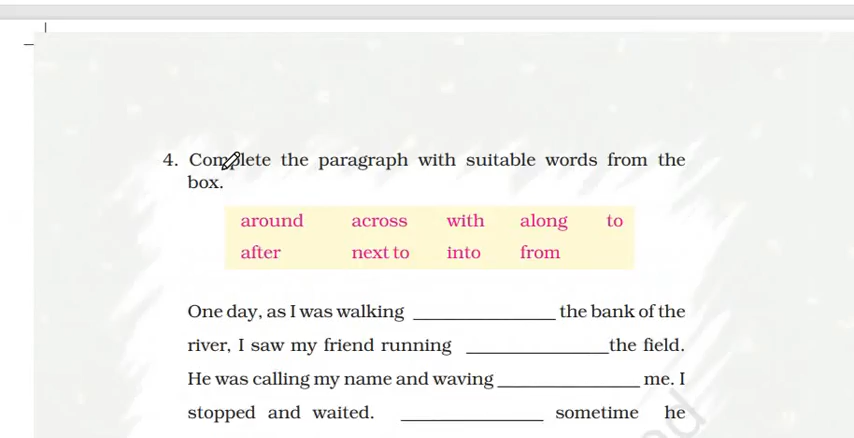 4. Complete the paragraph with suitable words from the
box.
around across with along to
after next to into from
One day, as I was walking ______________ the bank of the
river, I saw my friend running ______________the field.
He was calling my name and waving ______________ me. I
stopped and waited. ______________ sometime he